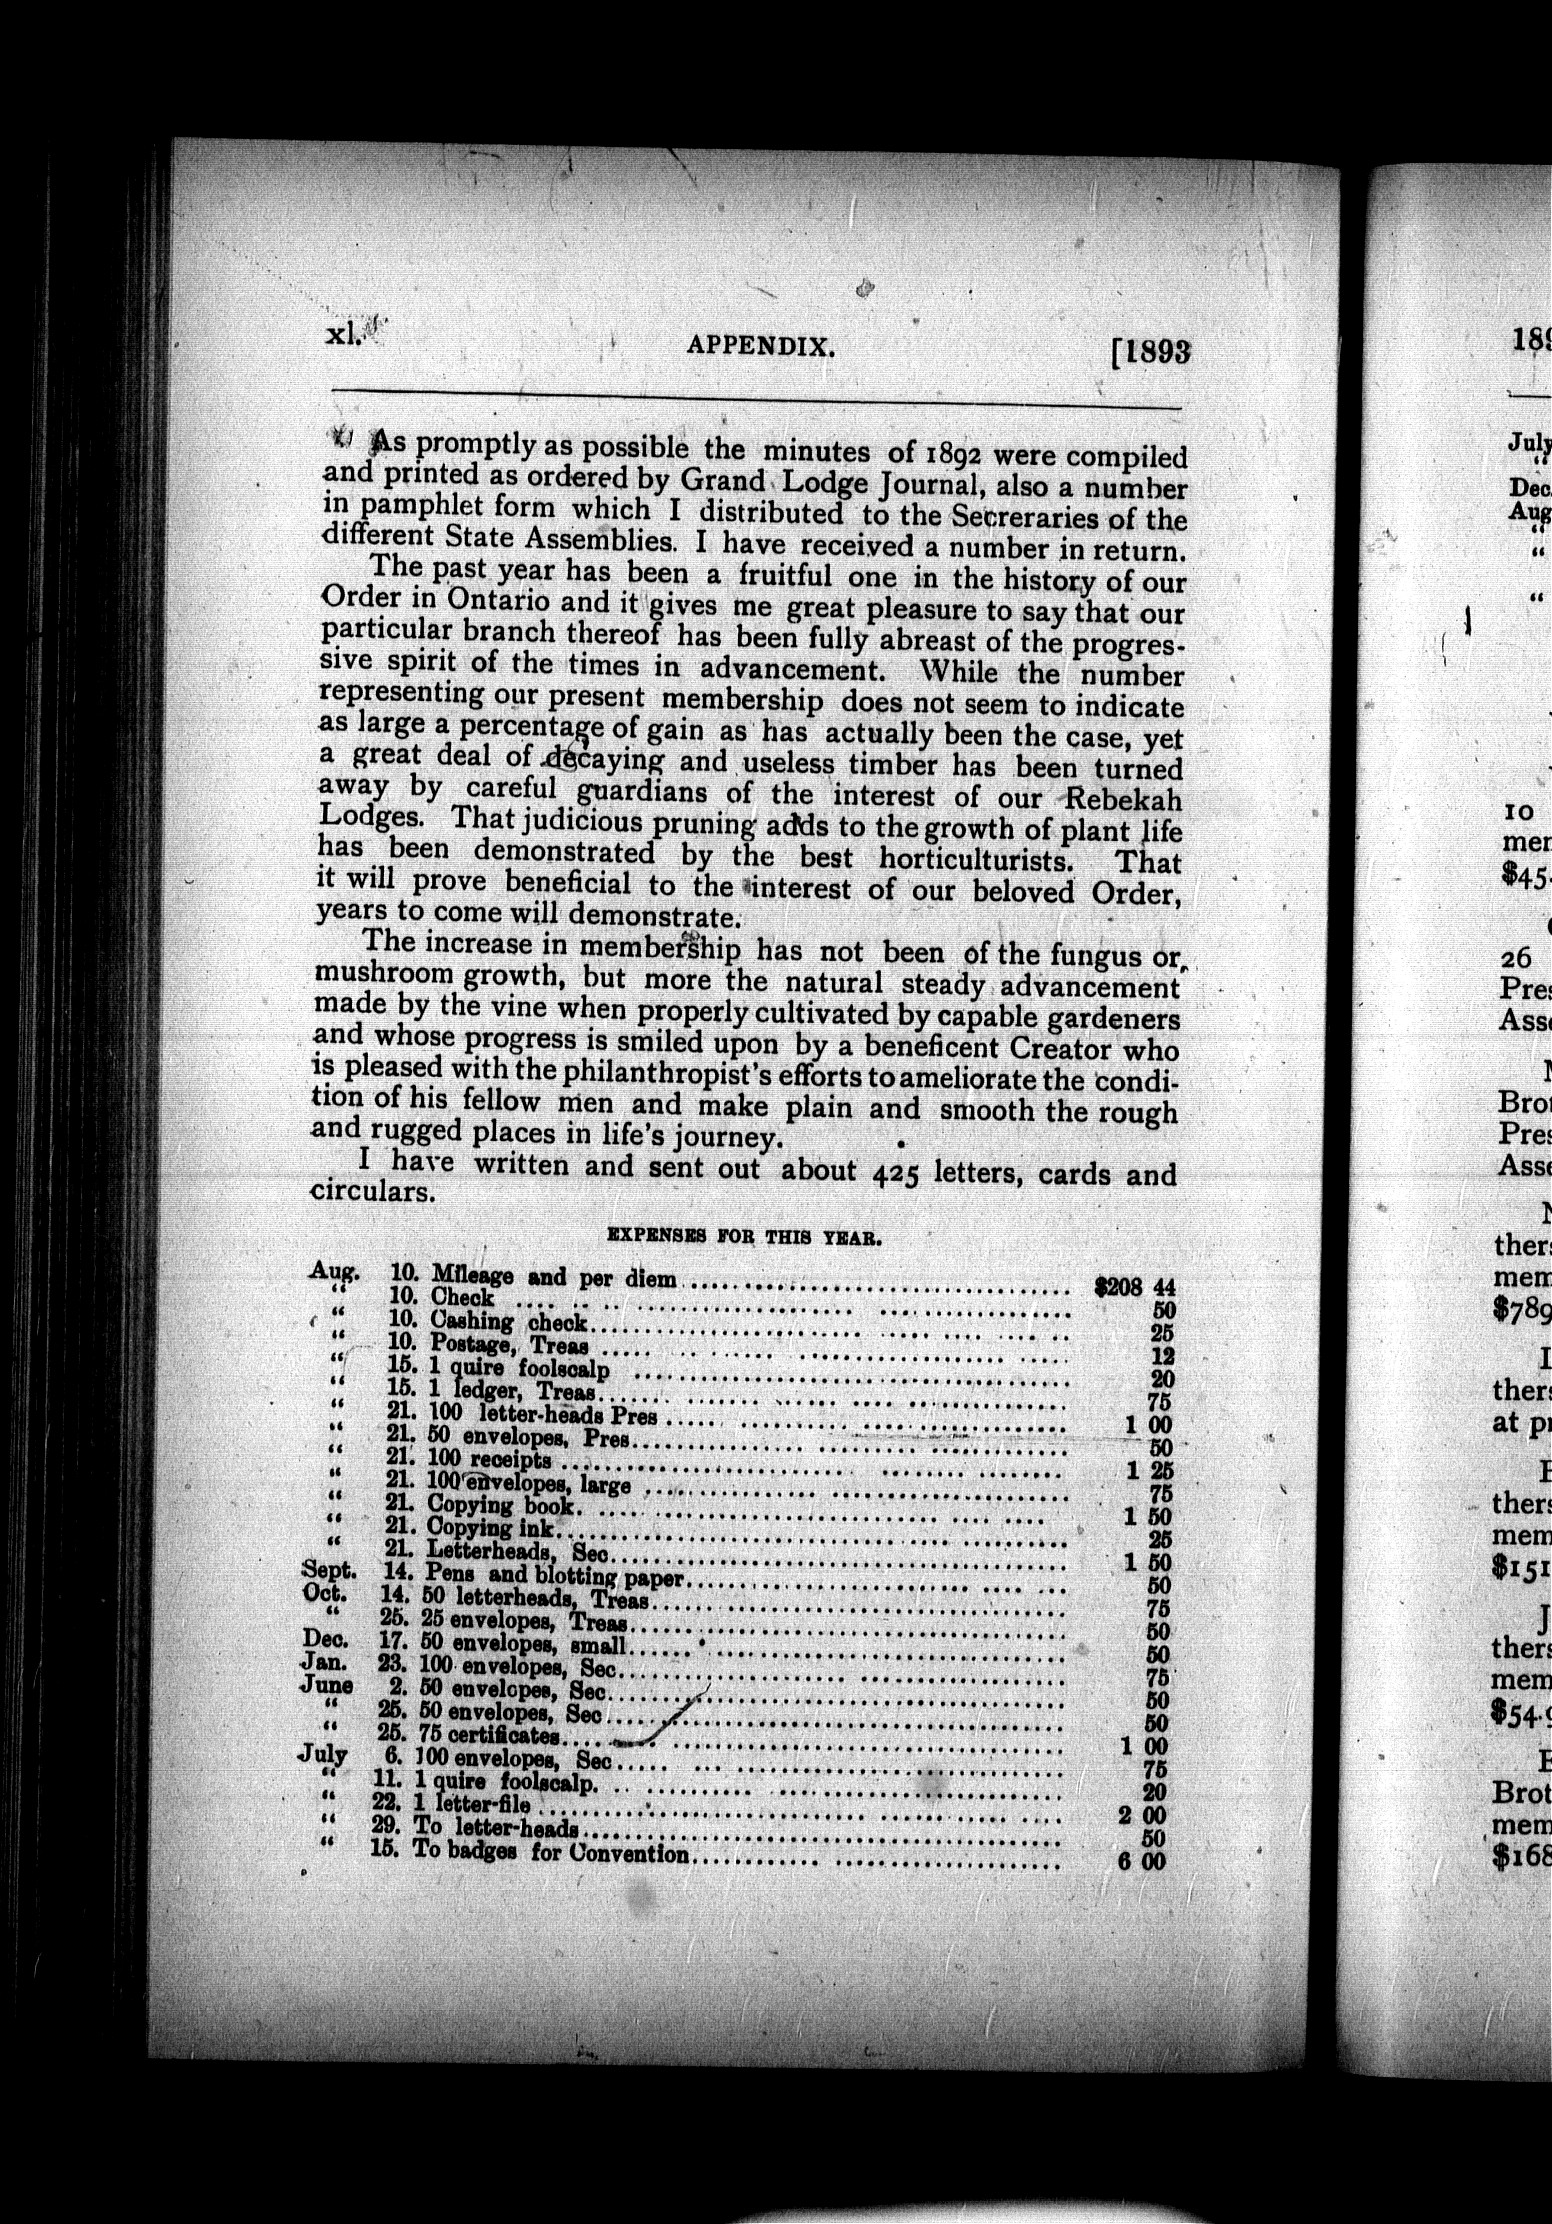 xl. APPENDIX. [1893
As promptly as possible the minutes of 1892 were compiled
and printed as ordered by Grand Lodge Journal, also a number
in pamphlet form which I distributed to the Secreraries of the
different State Assemblies. I have received a number in return.
The past year has been a fruitful one in the history of our
Order in Ontario and it gives me great pleasure to say that our
particular branch thereof has been fully abreast of the progres-
sive spirit of the times in advancement. While the number
representing our present membership does not seem to indicate
as large a percentage of gain as has actually been the case, yet
a great deal of decaying and useless timber has been turned
away by careful guardians of the interest of our Rebekah
Lodges. That judicious pruning adds to the growth of plant life
has been demonstrated by the best horticulturists. That
it will prove beneficial to the interest of our beloved Order,
years to come will demonstrate.
The increase in membership has not been of the fungus or
mushroom growth, but more the natural steady advancement
made by the vine when properly cultivated by capable gardeners
and whose progress is smiled upon by a beneficent Creator who
is pleased with the philanthropist's efforts to ameliorate the condi-
tion of his fellow men and make plain and smooth the rough
and rugged places in life's journey.
I have written and sent out about 425 letters, cards and
circulars.
EXPENSES FOR THIS YEAR.
Aug. 10. Mileage and per diem $208 44
" 10. Check 50
" 10. Cashing check 25
" 10. Postage, Treas 12
" 15. 1 quire foolscalp 20
" 15. 1 ledger, Treas 75
" 21. 100 letter-heads Pres 1 00
" 21. 50 envelopes, Pres 50
" 21. 100 receipts 1 25
" 21. 100 envelopes, large 75
" 21. Copying book 1 50
" 21. Copying ink 25
" 21. Letterheads, Sec 1 50
Sept. 14. Pens and blotting paper 50
Oct. 14. 50 letterheads, Treas 75
" 25. 25 envelopes, Treas 50
Dec. 17. 50 envelopes, small 50
Jan. 23. 100 envelopes, Sec 75
June 2. 50 envelopes, Sec 50
" 25. 50 envelopes, Sec 50
" 25. 75 certificates 1 00
July 6. 100 envelopes, Sec 75
" 11. 1 quire foolscalp. 20
" 22. 1 letter-file 2 00
" 29. To letter-heads 50
" 15. To badges for Convention 6 00
July
"
Dec.
Aug
"
"
"
10
$45.
26
$789
at
$151
$54.9
$168